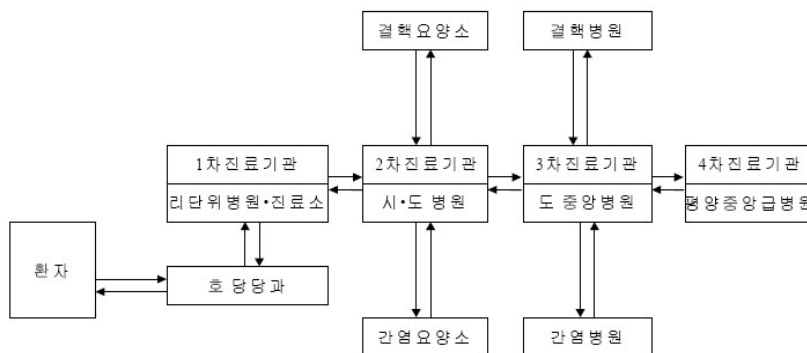 결핵요양소
결핵병원
1차진료기관
2차진료기관
3차진료기관
4차진료기관
리단위병원•진료소
시•도 병원
도 중앙병원
평양중앙급병원
환자
호 당당과
간염요양소
간염병원